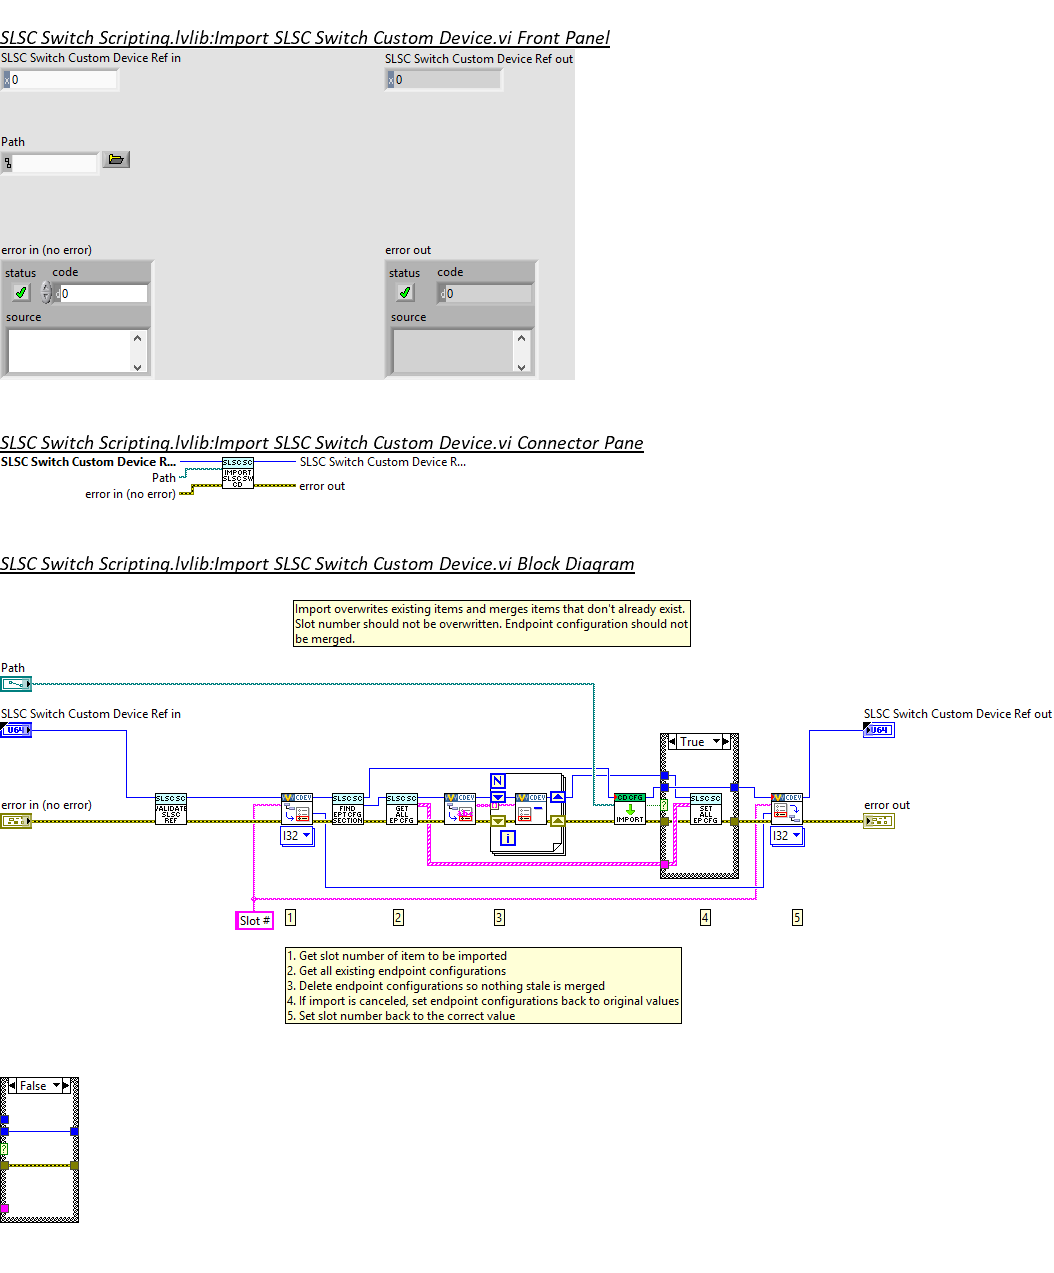 SLSC Switch Scripting.lvlib:Import SLSC Switch Custom Device.vi Front Panel
SLSC Switch Custom Device Ref in
SLSC Switch Custom Device Ref out
x 0
x 0
Path
error in (no error)
error out
status code
status code
d 0
d 0
source
source
SLSC Switch Scripting.lvlib:Import SLSC Switch Custom Device.vi Connector Pane
SLSC Switch Custom Device R...
SLSC SC
IMPORT
SLSC SW
CD
SLSC Switch Custom Device R...
Path
error in (no error)
error out
SLSC Switch Scripting.lvlib:Import SLSC Switch Custom Device.vi Block Diagram
Import overwrites existing items and merges items that don't already exist.
Slot number should not be overwritten. Endpoint configuration should not
be merged.
Path
SLSC Switch Custom Device Ref in
U64
SLSC Switch Custom Device Ref out
U64
True
error in (no error)
SLSC SC
VALIDATE
SLSC
REF
CDEV
I32
SLSC SC
FIND
EPT CFG
SECTION
SLSC SC
GET
ALL
EP CFG
CDEV
N
i
CDEV
CD CFG
IMPORT
?
SLSC SC
SET
ALL
EP CFG
CDEV
I32
error out
Slot #
1
2
3
4
5
1. Get slot number of item to be imported
2. Get all existing endpoint configurations
3. Delete endpoint configurations so nothing stale is merged
4. If import is canceled, set endpoint configurations back to original values
5. Set slot number back to the correct value
False
?